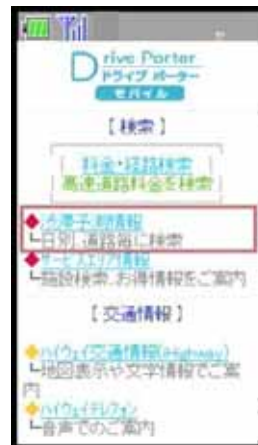 Drive Porter
ドライブ ポーター
モバイル
【検索】
料金・経路検索
高速道路料金を検索
◆渋滞予測情報
┗日別、道路毎に検索
◆サービスエリア情報
┗施設検索、お得情報をご案内
【交通情報】
◆ハイウェイ交通情報(iHighway)
┗地図表示や文字情報でご案
内
◆ハイウェイテレフォン
┗音声でのご案内